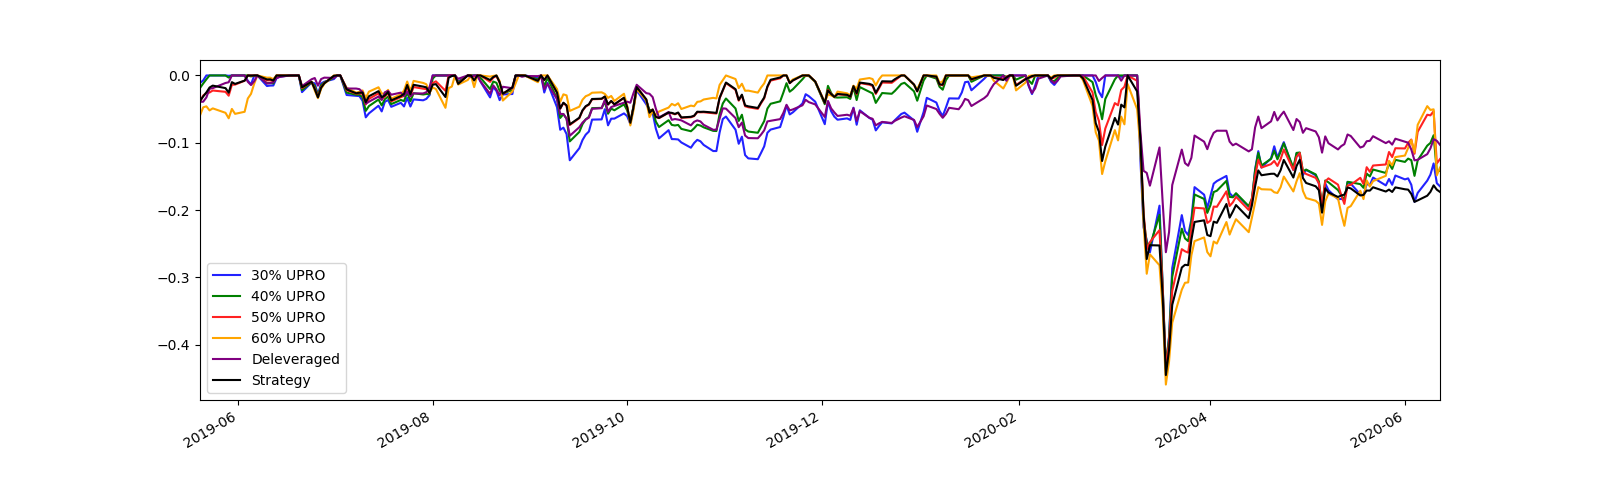 0.0
−0.1
−0.2
−0.3
−0.4
30% UPRO
40% UPRO
50% UPRO
60% UPRO
Deleveraged
Strategy
2019-06
2019-08
2019-10
2019-12
2020-02
2020-04
2020-06